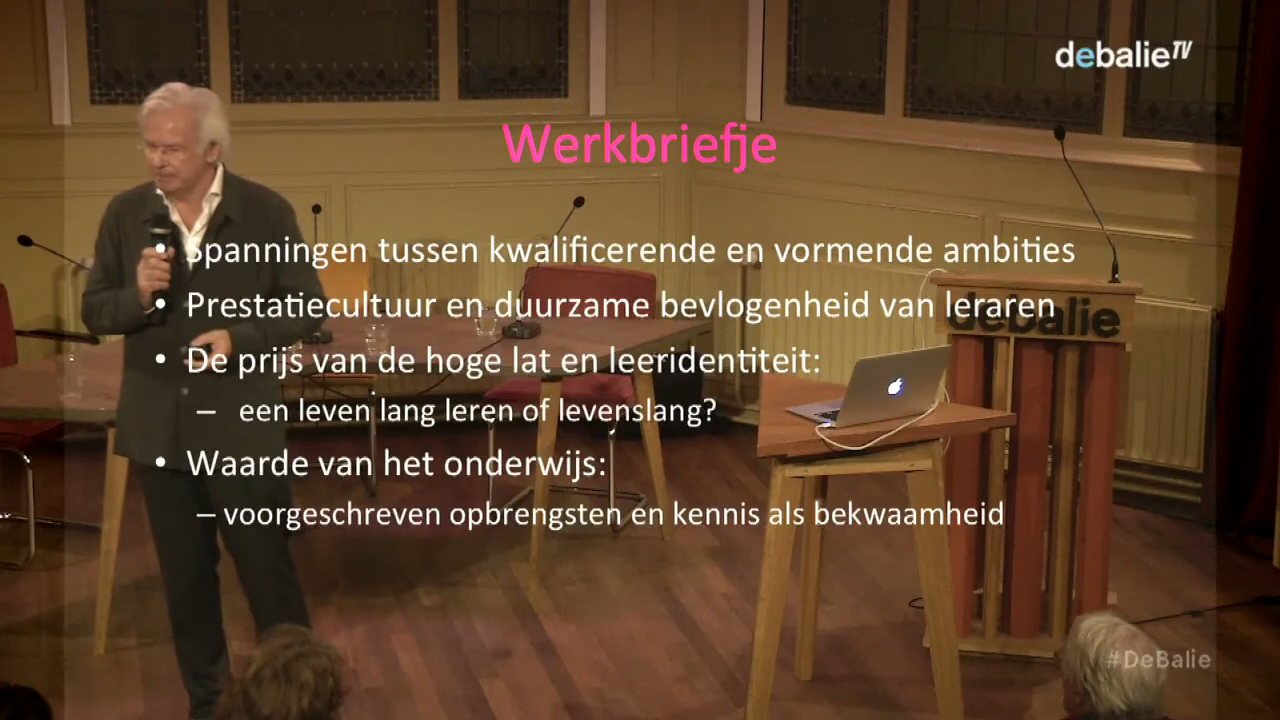 debalieTV
Werkbriefje
• Spanningen tussen kwalificerende en vormende ambities
• Prestatiecultuur en duurzame bevlogenheid van leraren
debalie
• De prijs van de hoge lat en leeridentiteit:
– een leven lang leren of levenslang?
• Waarde van het onderwijs:
– voorgeschreven opbrengsten en kennis als bekwaamheid
#DeBalie